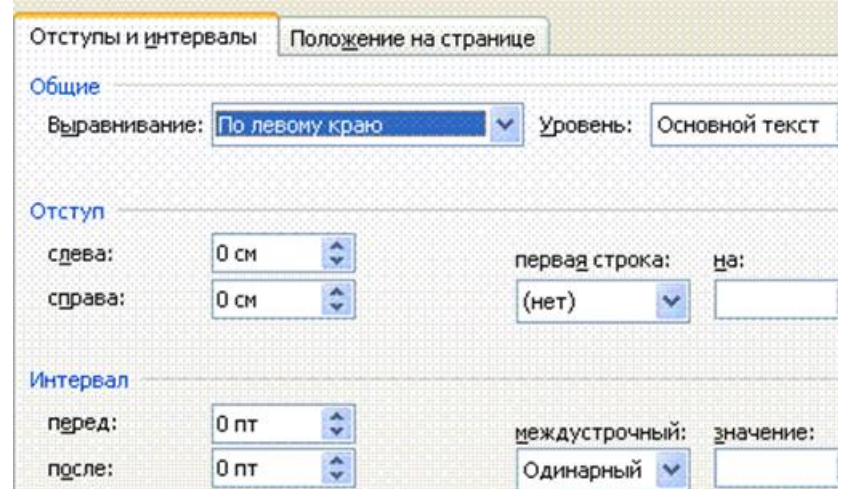 Отступы и интервалы Положение на странице
Общие
Выравнивание: По левому краю Уровень: Основной текст
Отступ
слева: 0 см первая строка: на:
справа: 0 см (нет)
Интервал
перед: 0 пт междустрочный: значение:
после: 0 пт Одинарный